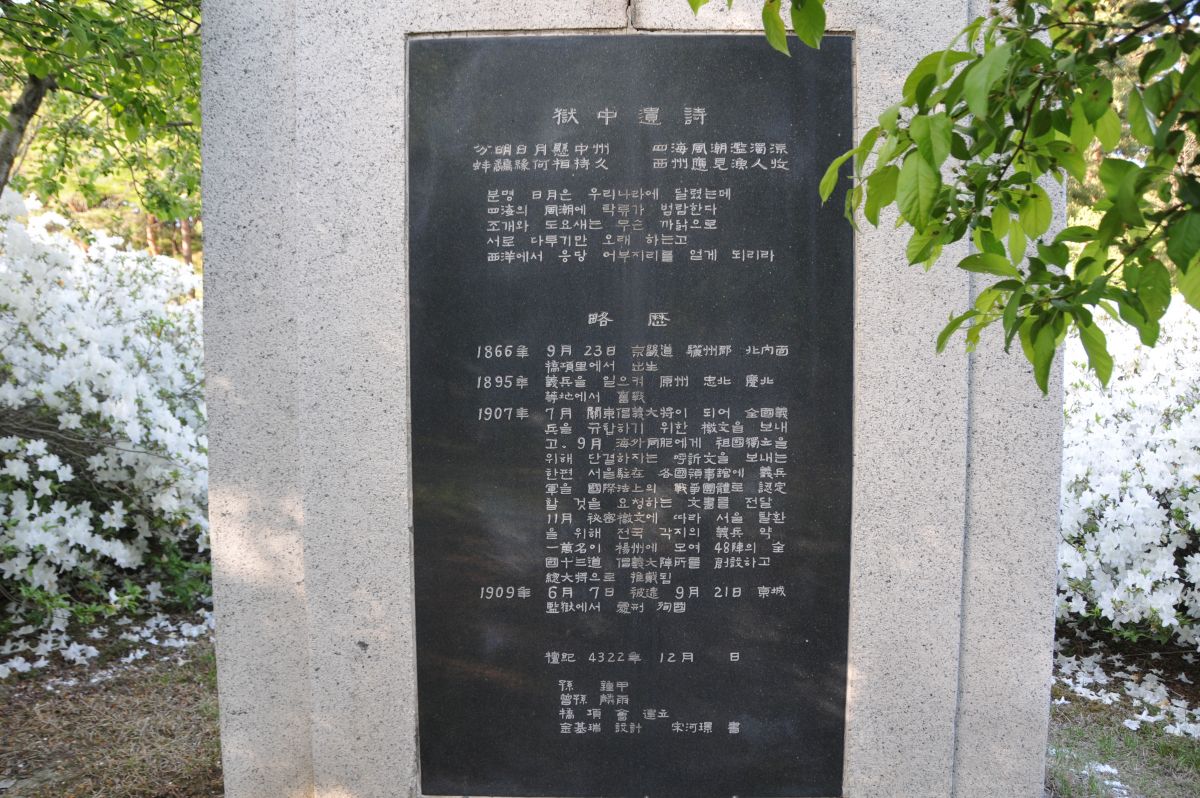 獄中遺詩
分明日月懸中州 四海風潮濫濁流
蚌鷸緣何相持久 西州應見漁人收
분명 日月은 우리나라에 달렸는데
四海의 風潮에 탁류가 범람한다
조개와 도요새는 무슨 까닭으로
서로 다투기만 오래 하는고
西洋에서 응당 어부지리를 얻게 되리라
略歷
1866年 9月 23日 京畿道 驪州郡 北內面
橋項里에서 出生
1895年 義兵을 일으켜 原州 忠北 慶北
等地에서 奮戰
1907年 7月 關東倡義大將이 되어 全國義
兵을 규합하기 위한 檄文을 보내
고. 9月 海外同胞에게 祖國獨立을
위해 단결하자는 呼訴文을 보내는
한편 서울駐在 各國領事館에 義兵
軍을 國際法上의 戰爭團體로 認定
할 것을 요청하는 文書를 전달
11月 祕密檄文에 따라 서울 탈환
을 위해 전국 각지의 義兵 약
一萬名이 楊州에 모여 48陣의 全
國十三道 倡義大陣所를 創設하고
總大將으로 推戴됨
1909年 6月 7日 被逮 9月 21日 京城
監獄에서 處刑 殉國
檀紀 4322年 12月 日
孫 鍾甲
曾孫 麟雨
橋項會 建立
金基瑞 設計 宋河璟 書